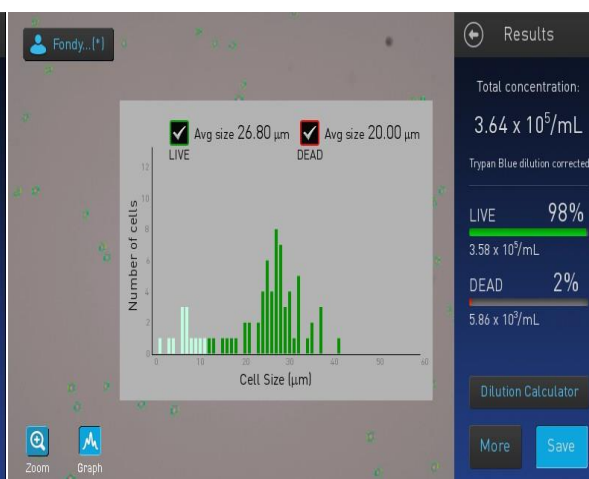 Fondy...(*)
Results
Total concentration:
3.64 x 10⁵/mL
Trypan Blue dilution corrected
LIVE 98%
3.58 x 10⁵/mL
DEAD 2%
5.86 x 10³/mL
Dilution Calculator
More Save
Avg size 26.80 μm Avg size 20.00 μm
LIVE DEAD
Number of cells
12
10
8
6
4
2
0
0 10 20 30 40 50 60
Cell Size (μm)
Zoom Graph